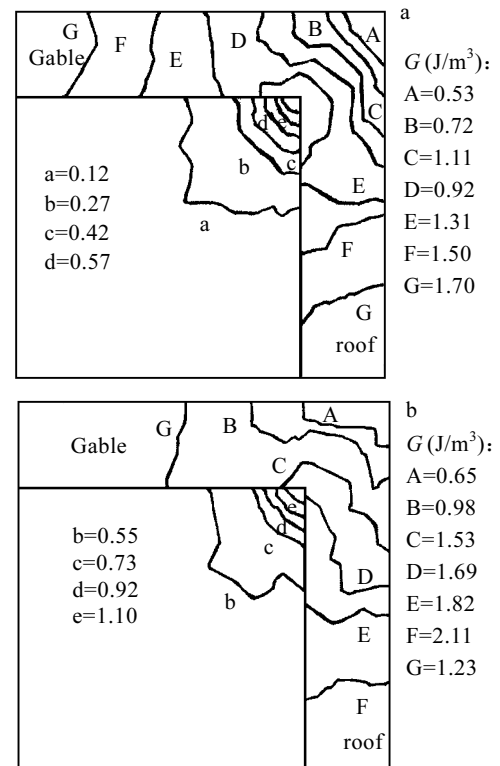 a
G
Gable
F
E
D
B
A
C
d
e
b
c
a
E
F
G
roof
a=0.12
b=0.27
c=0.42
d=0.57
G (J/m³):
A=0.53
B=0.72
C=1.11
D=0.92
E=1.31
F=1.50
G=1.70
b
Gable
G
B
A
C
e
d
c
b
D
E
F
roof
b=0.55
c=0.73
d=0.92
e=1.10
G (J/m³):
A=0.65
B=0.98
C=1.53
D=1.69
E=1.82
F=2.11
G=1.23